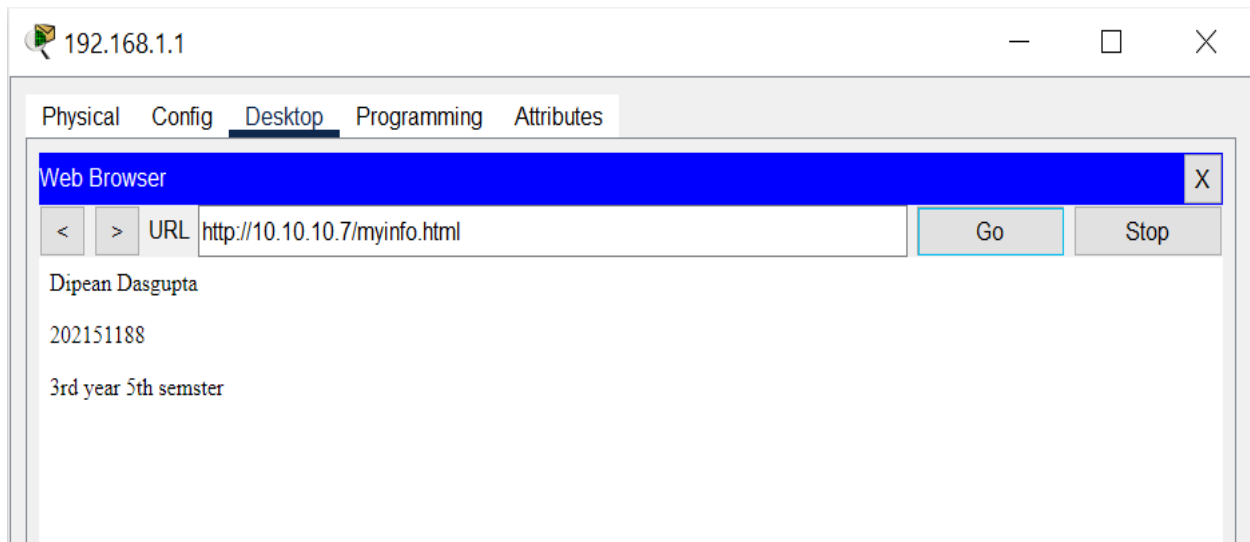 192.168.1.1
Physical Config Desktop Programming Attributes
Web Browser X
< > URL http://10.10.10.7/myinfo.html Go Stop
Dipean Dasgupta
202151188
3rd year 5th semster